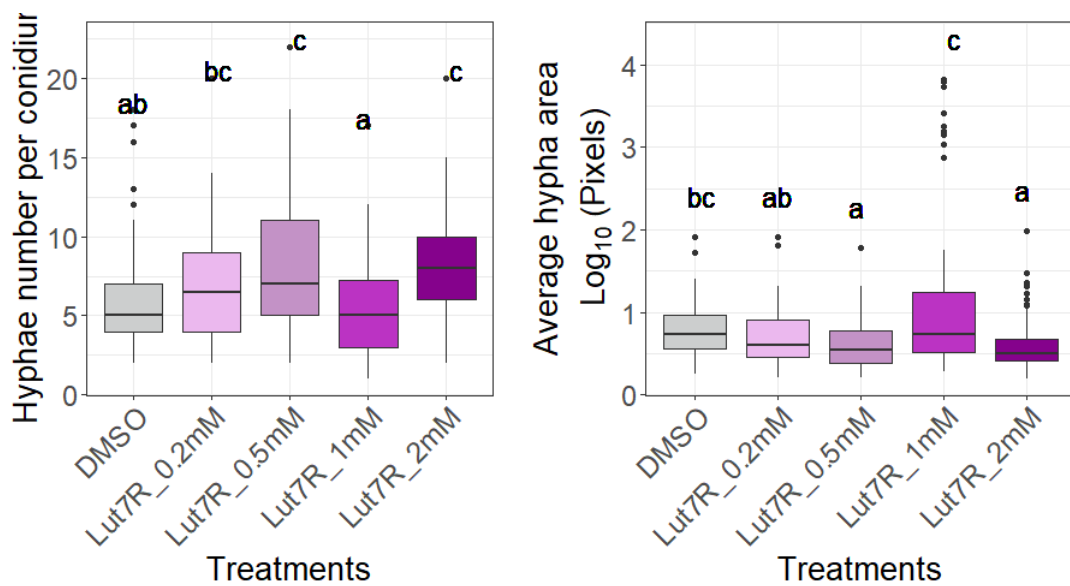 Hyphae number per conidiur
20
15
10
5
0
ab
bc
c
a
c
DMSO
Lut7R_0.2mM
Lut7R_0.5mM
Lut7R_1mM
Lut7R_2mM
Treatments
Average hypha area
Log₁₀ (Pixels)
4
3
2
1
0
bc
ab
a
c
a
DMSO
Lut7R_0.2mM
Lut7R_0.5mM
Lut7R_1mM
Lut7R_2mM
Treatments